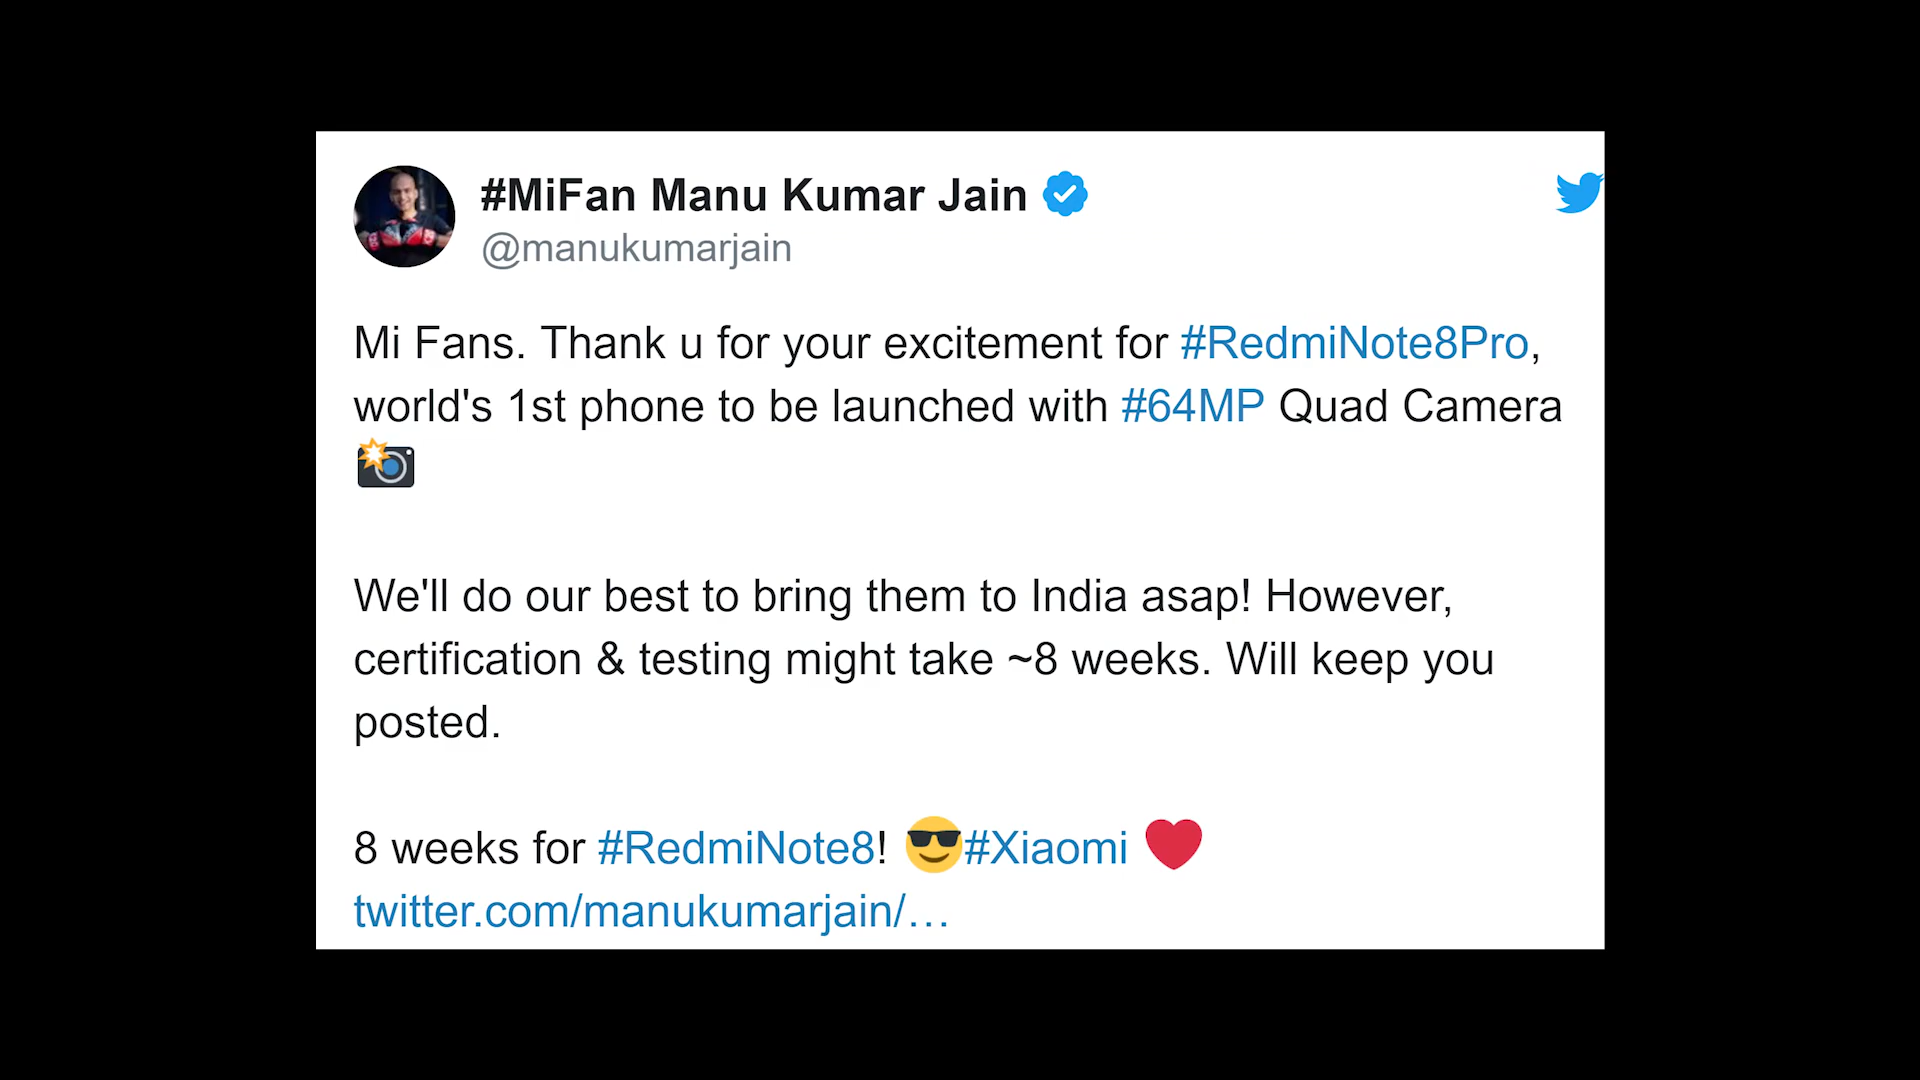 #MiFan Manu Kumar Jain
@manukumarjain
Mi Fans. Thank u for your excitement for #RedmiNote8Pro,
world's 1st phone to be launched with #64MP Quad Camera
📸
We'll do our best to bring them to India asap! However,
certification & testing might take ~8 weeks. Will keep you
posted.
8 weeks for #RedmiNote8! 😎#Xiaomi ❤️
twitter.com/manukumarjain/…